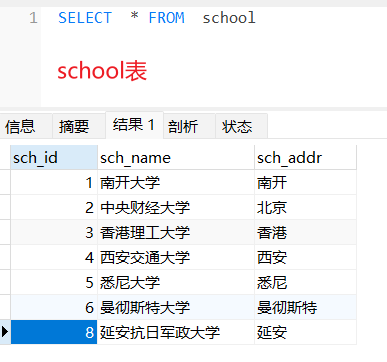 1 SELECT * FROM school
school表
信息 摘要 结果 1 剖析 状态
sch_id sch_name sch_addr
1 南开大学 南开
2 中央财经大学 北京
3 香港理工大学 香港
4 西安交通大学 西安
5 悉尼大学 悉尼
6 曼彻斯特大学 曼彻斯特
8 延安抗日军政大学 延安